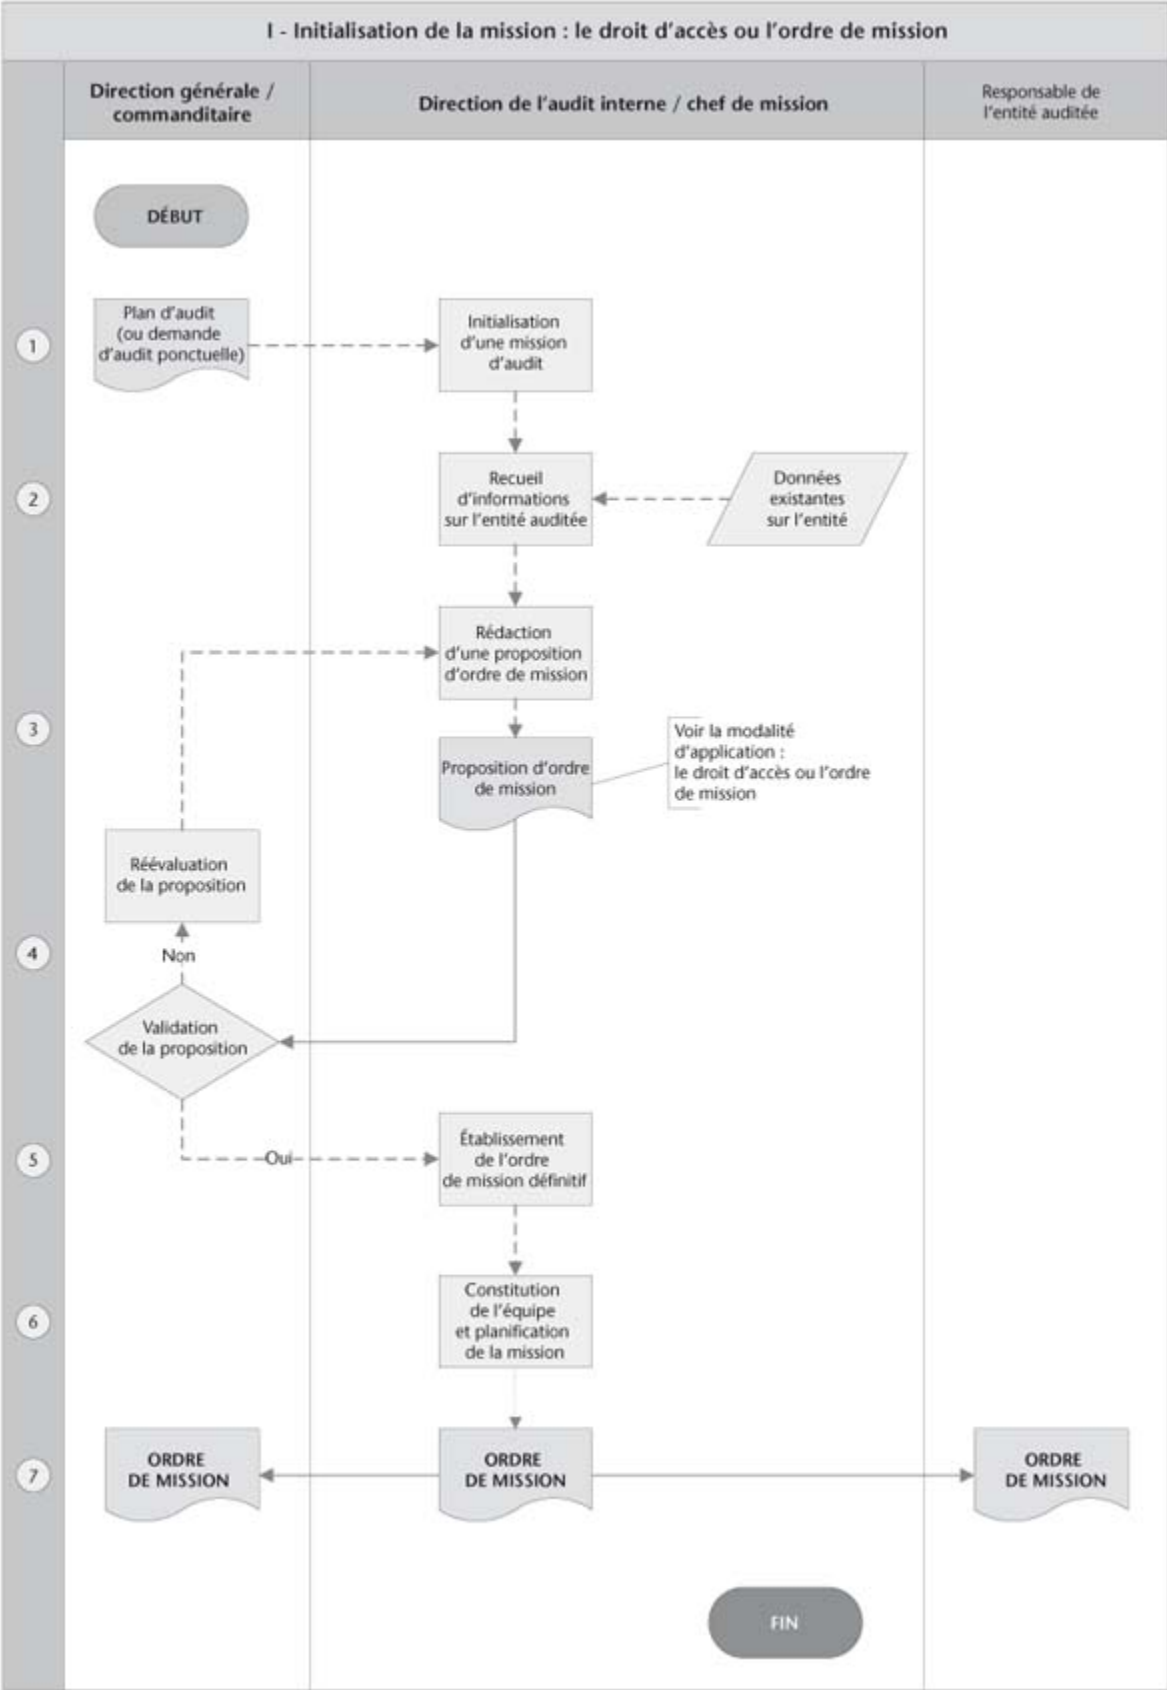 I - Initialisation de la mission : le droit d'accès ou l'ordre de mission
Direction générale /
commanditaire
Direction de l'audit interne / chef de mission
Responsable de
l'entité auditée
DÉBUT
1
Plan d'audit
(ou demande
d'audit ponctuelle)
Initialisation
d'une mission
d'audit
2
Recueil
d'informations
sur l'entité auditée
Données
existantes
sur l'entité
Rédaction
d'une proposition
d'ordre de mission
3
Proposition d'ordre
de mission
Voir la modalité
d'application :
le droit d'accès ou l'ordre
de mission
Réévaluation
de la proposition
4
Non
Validation
de la proposition
5
Oui
Établissement
de l'ordre
de mission définitif
6
Constitution
de l'équipe
et planification
de la mission
7
ORDRE
DE MISSION
ORDRE
DE MISSION
ORDRE
DE MISSION
FIN